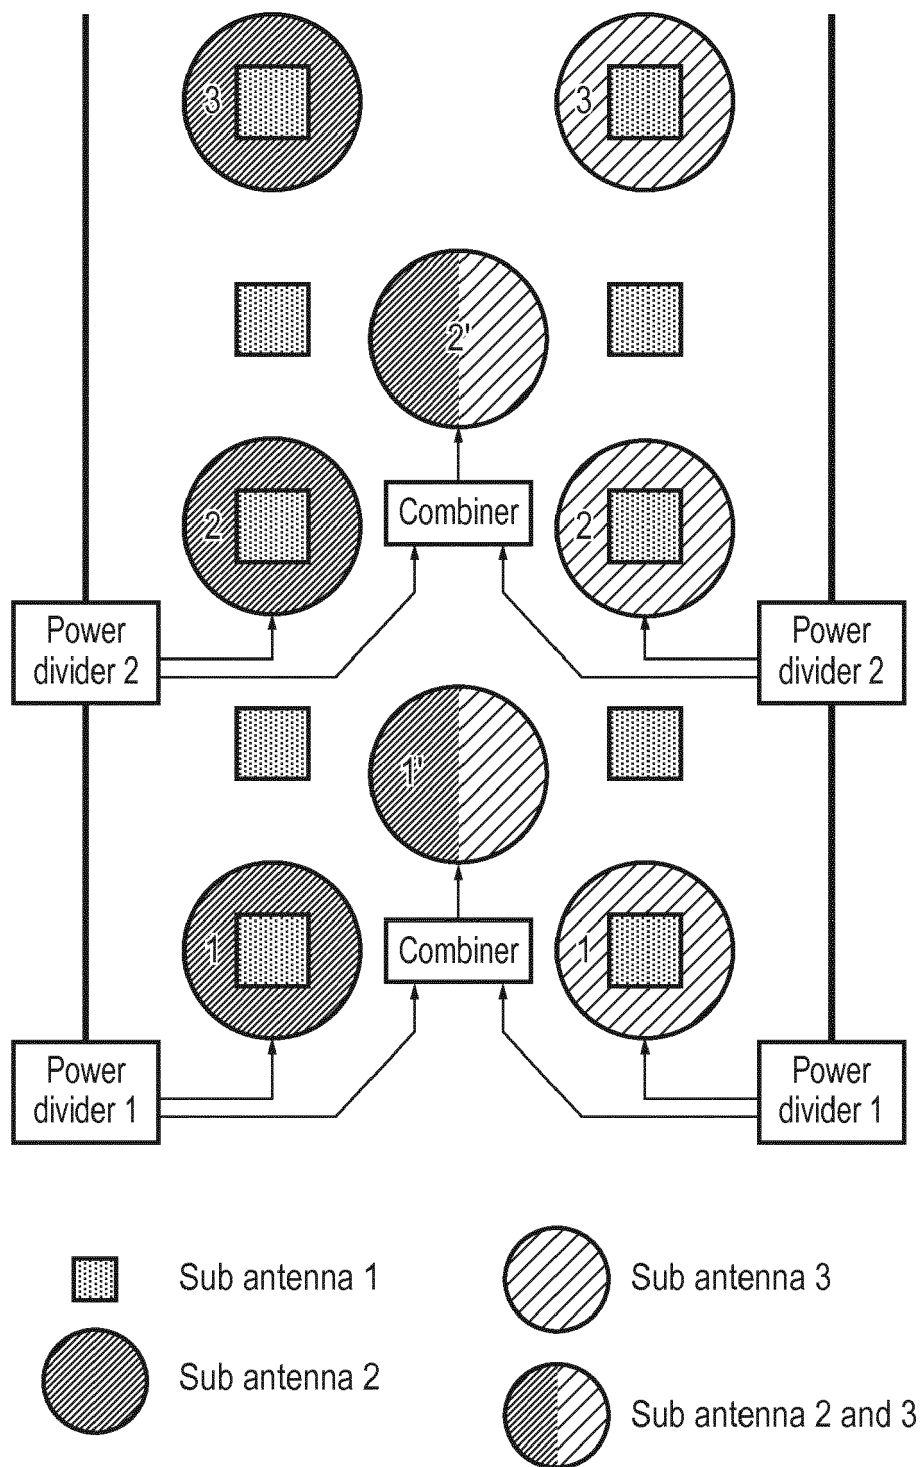 3
3
2'
2
Combiner
2
Power
divider 2
Power
divider 2
1"
1
Combiner
1
Power
divider 1
Power
divider 1
Sub antenna 1
Sub antenna 3
Sub antenna 2
Sub antenna 2 and 3